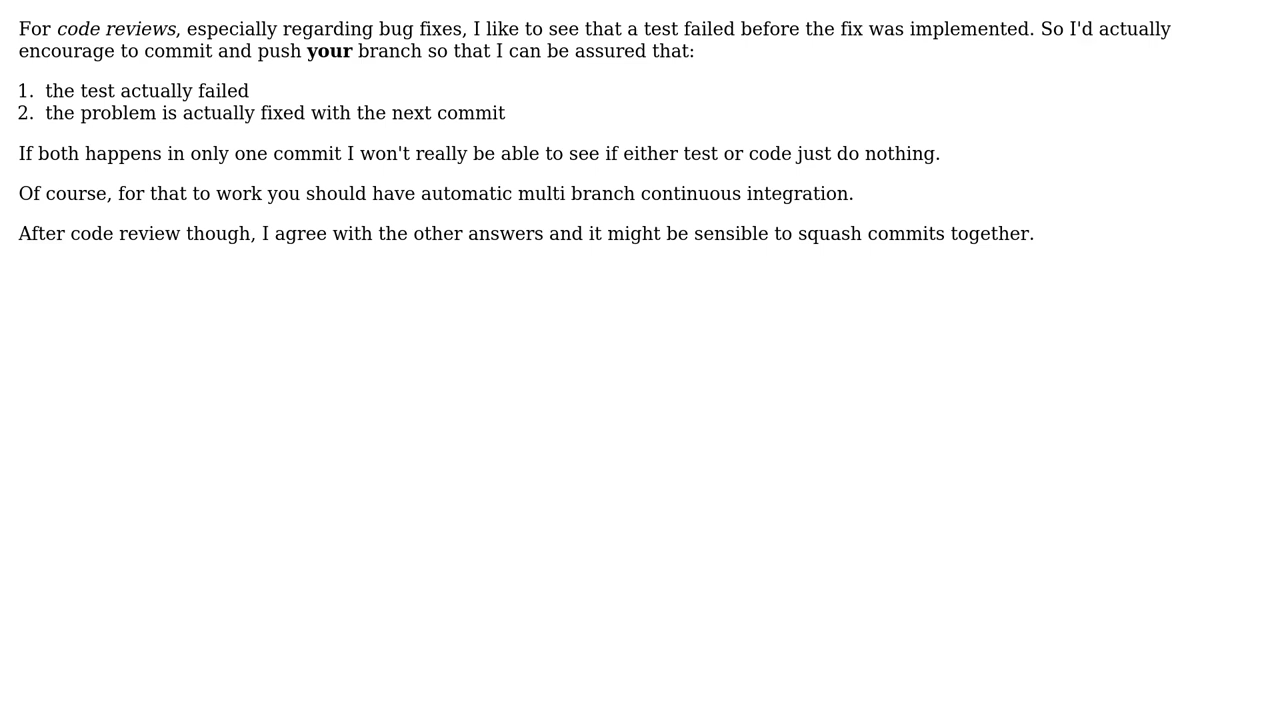 For code reviews, especially regarding bug fixes, I like to see that a test failed before the fix was implemented. So I'd actually
encourage to commit and push your branch so that I can be assured that:
1. the test actually failed
2. the problem is actually fixed with the next commit
If both happens in only one commit I won't really be able to see if either test or code just do nothing.
Of course, for that to work you should have automatic multi branch continuous integration.
After code review though, I agree with the other answers and it might be sensible to squash commits together.